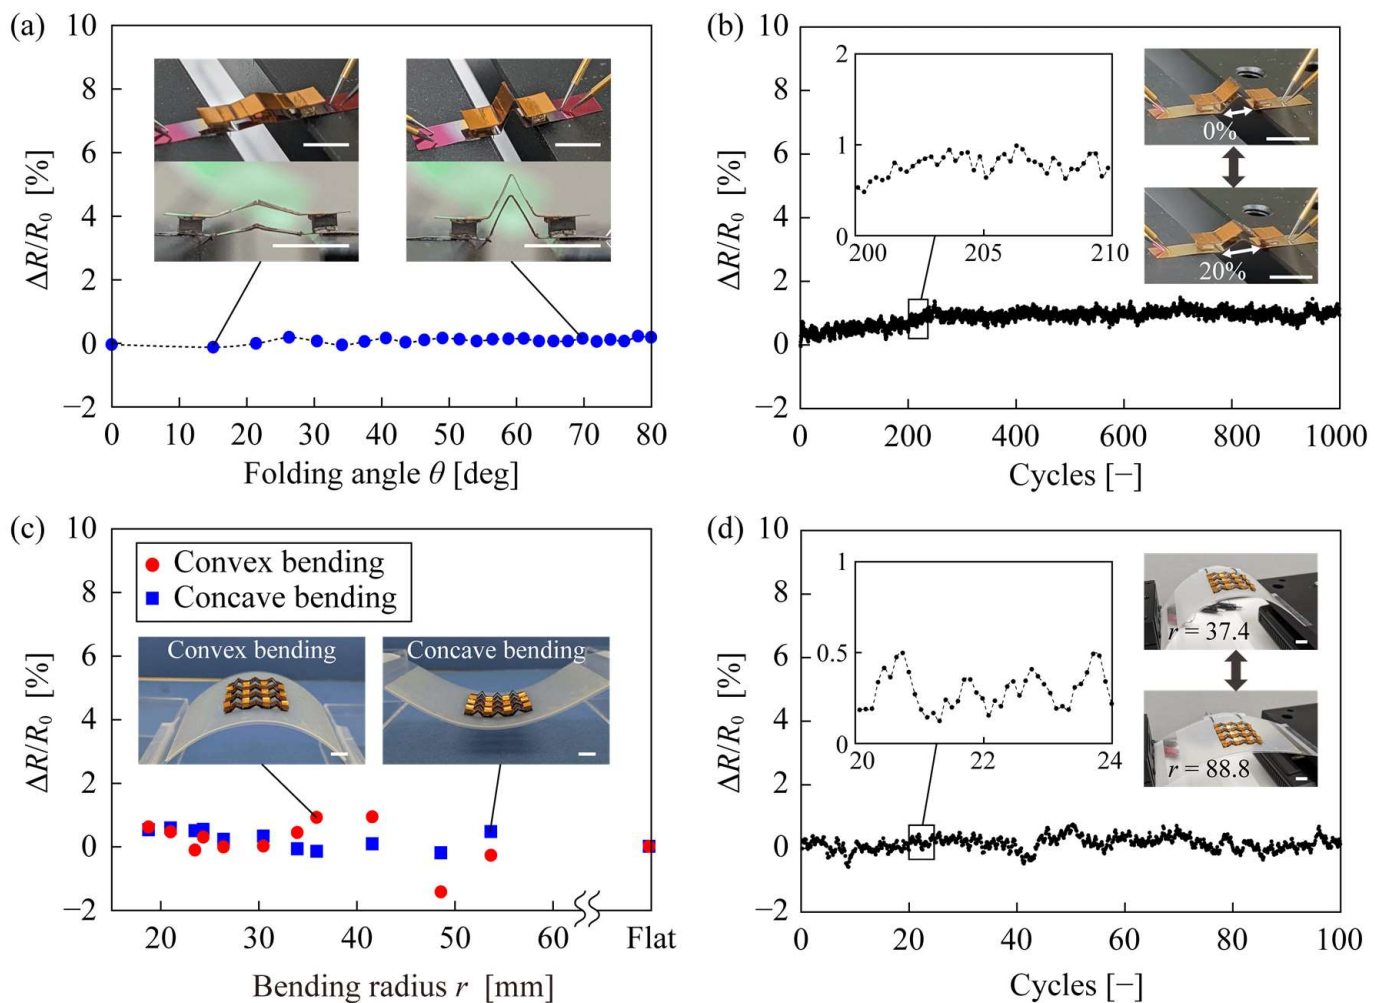 (a)
10
8
6
4
2
0
−2
ΔR/R₀ [%]
0 10 20 30 40 50 60 70 80
Folding angle θ [deg]
(b)
10
8
6
4
2
0
−2
ΔR/R₀ [%]
2
1
0
200 205 210
0%
20%
0 200 400 600 800 1000
Cycles [−]
(c)
10
8
6
4
2
0
−2
ΔR/R₀ [%]
Convex bending
Concave bending
Convex bending
Concave bending
20 30 40 50 60 Flat
Bending radius r [mm]
(d)
10
8
6
4
2
0
−2
ΔR/R₀ [%]
1
0.5
0
20 22 24
r = 37.4
r = 88.8
0 20 40 60 80 100
Cycles [−]